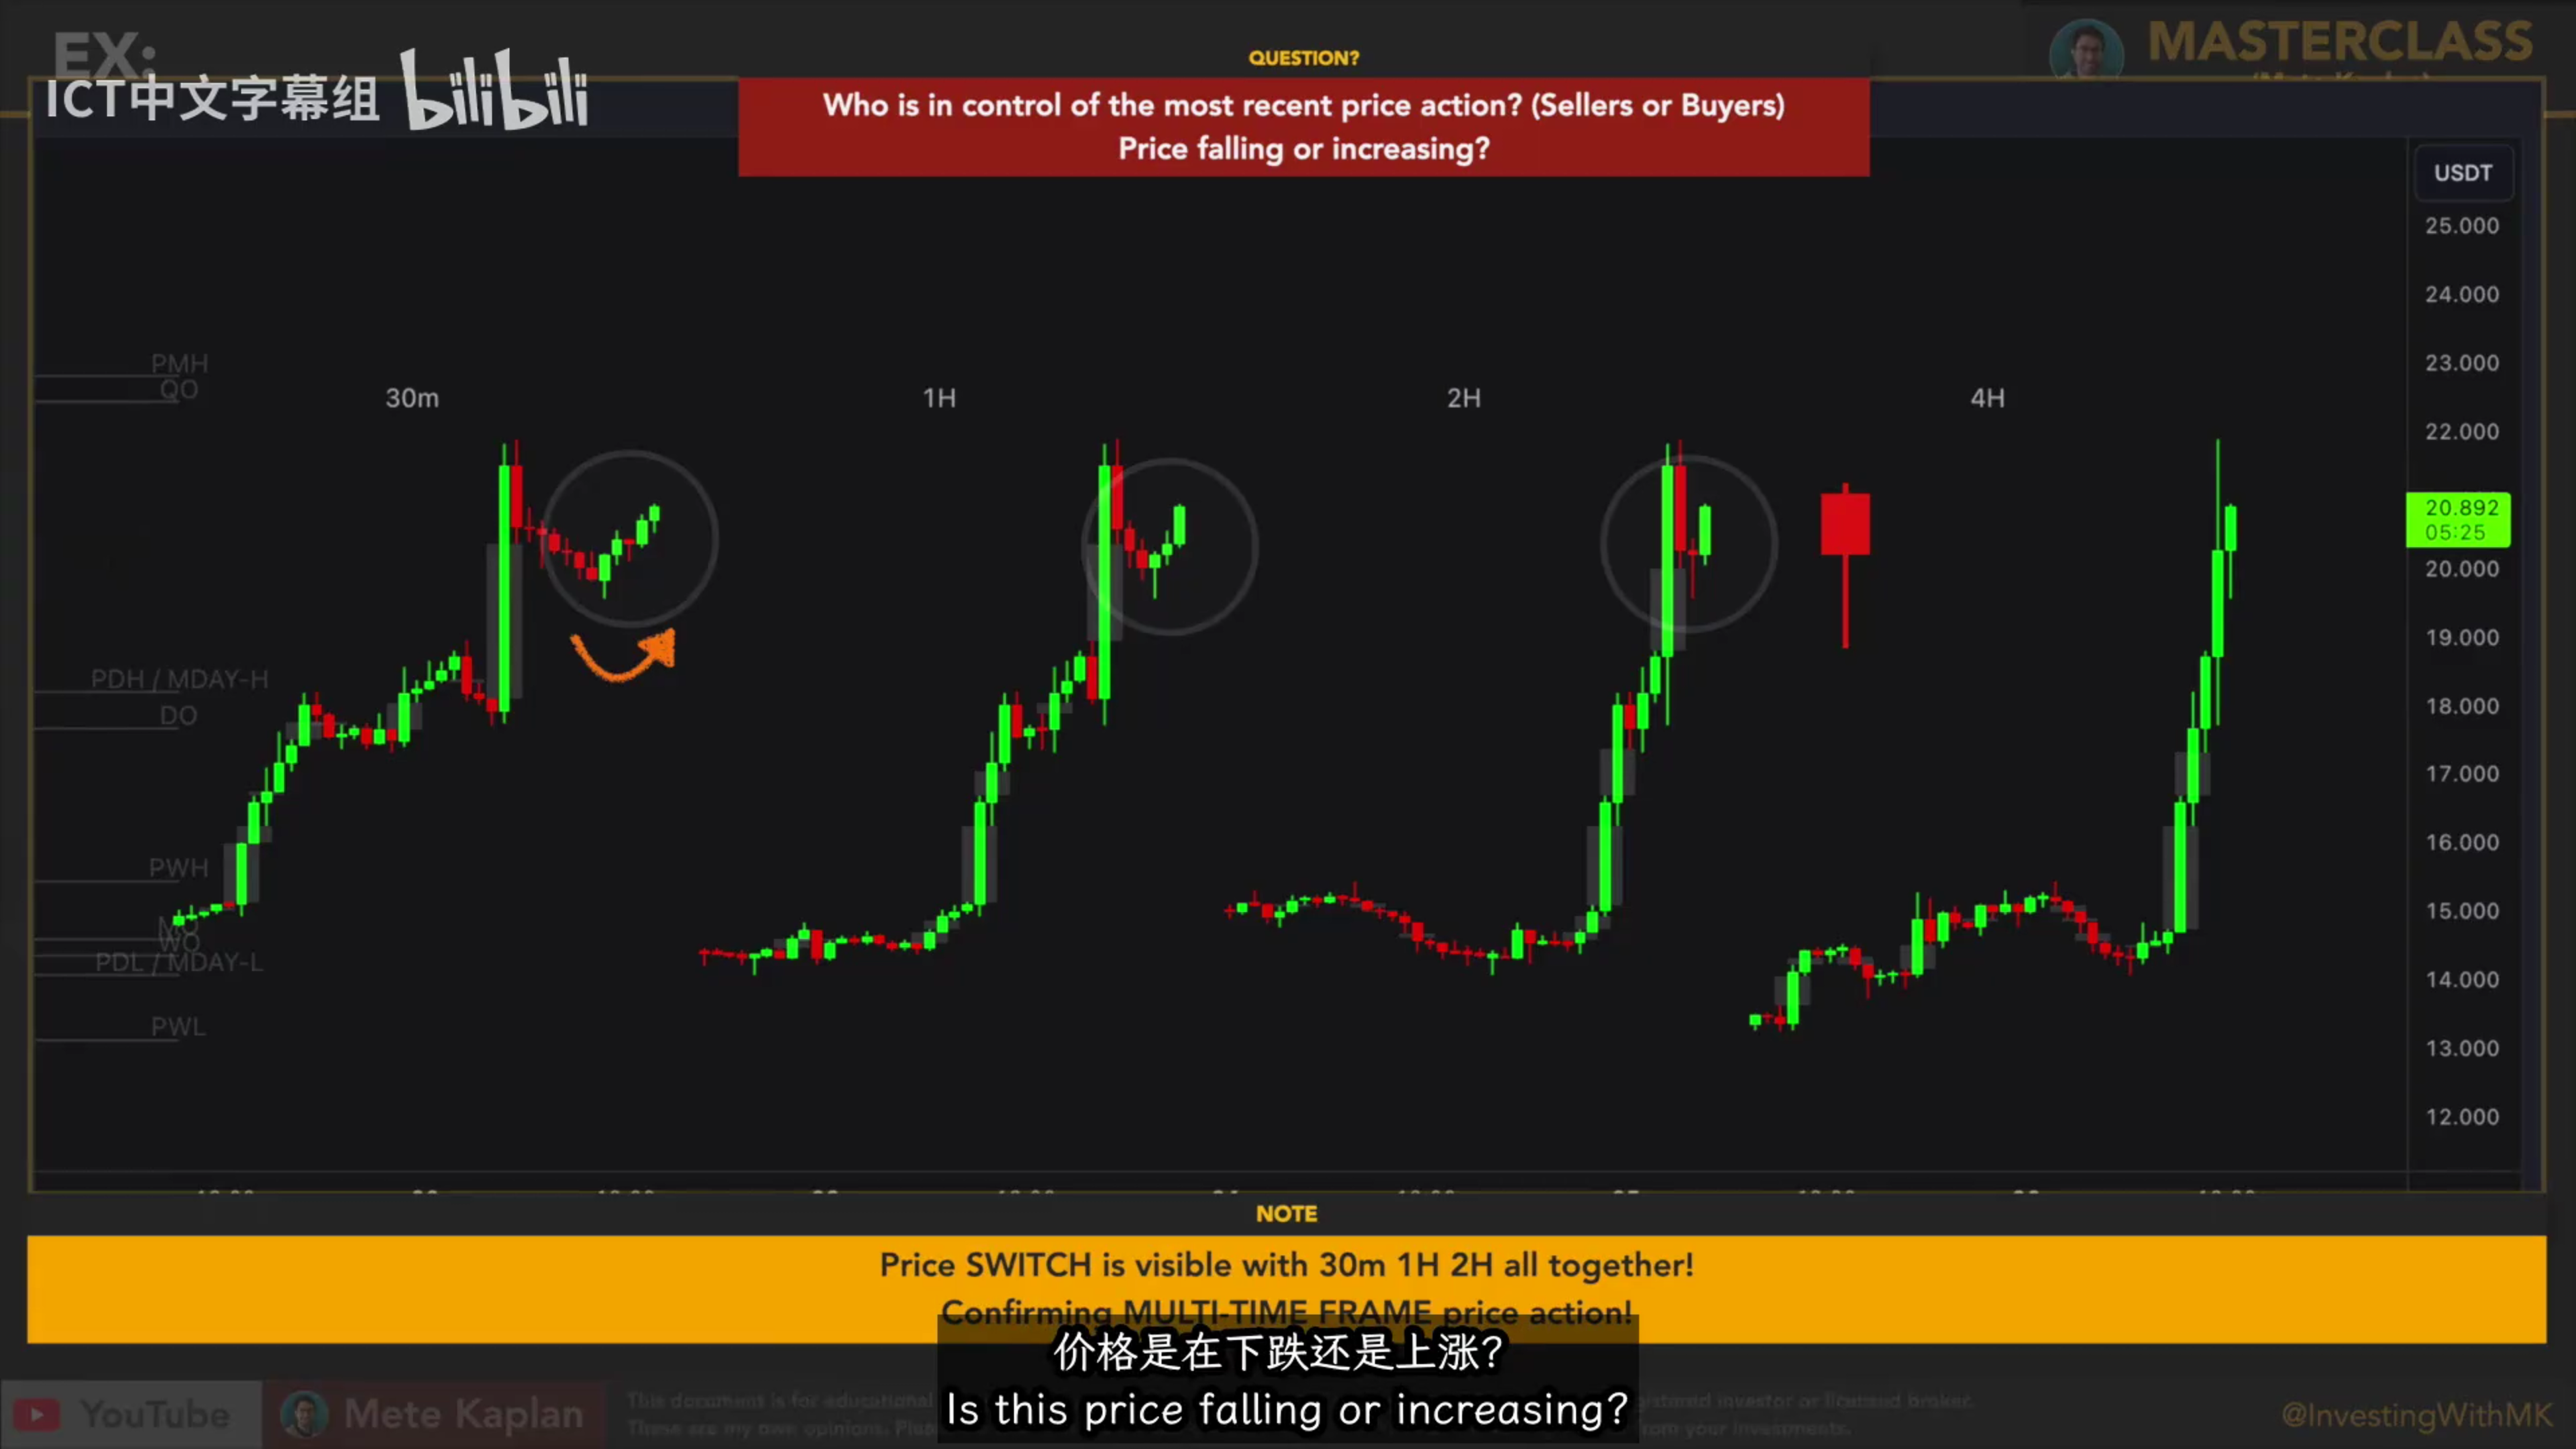 EX:
MASTERCLASS
ICT中文字幕组 bilibili
QUESTION?
Who is in control of the most recent price action? (Sellers or Buyers)
Price falling or increasing?
USDT
25.000
24.000
23.000
22.000
20.892
05:25
20.000
19.000
18.000
17.000
16.000
15.000
14.000
13.000
12.000
PMH
QO
30m
1H
2H
4H
PDH / MDAY-H
DO
PWH
MO
WO
PDL / MDAY-L
PWL
NOTE
Price SWITCH is visible with 30m 1H 2H all together!
Confirming MULTI-TIME FRAME price action!
价格是在下跌还是上涨?
Is this price falling or increasing?
YouTube
Mete Kaplan
This document is for educational
These are my own opinions.
or licensed broker.
from your investments.
@InvestingWithMK